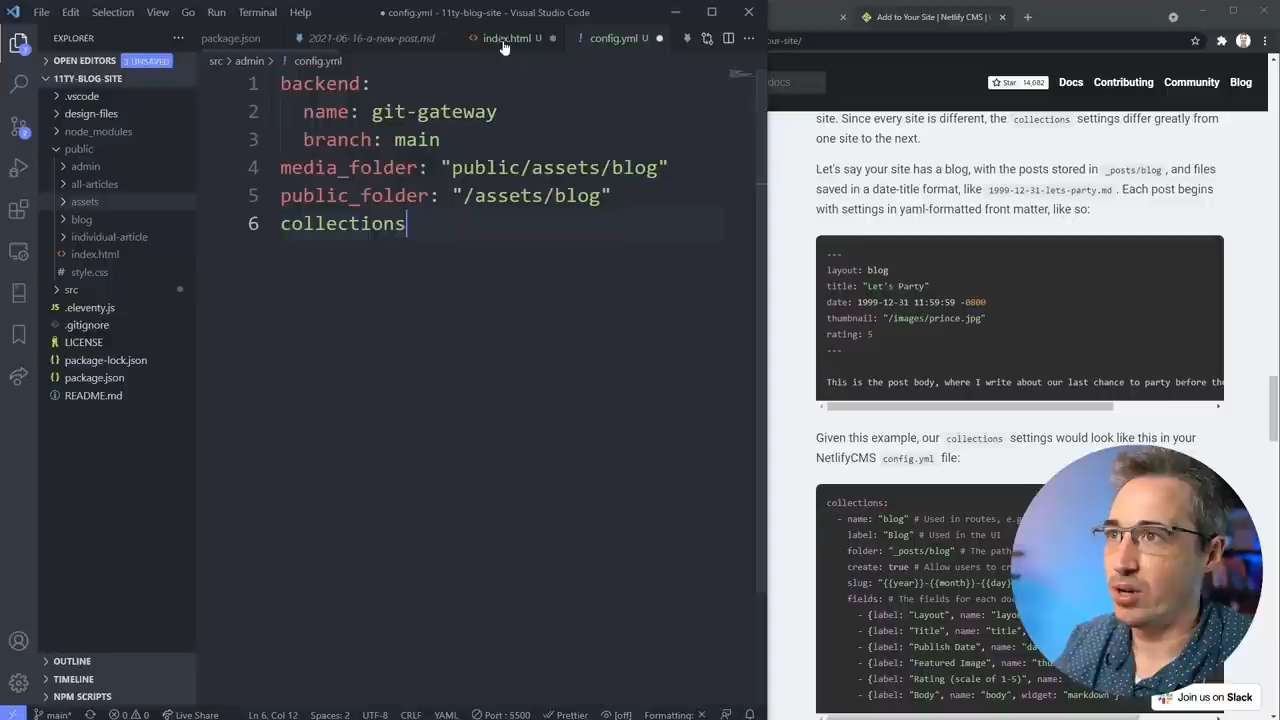 File Edit Selection View Go Run Terminal Help
● config.yml - 11ty-blog-site - Visual Studio Code
Add to Your Site | Netlify CMS |
our-site/
EXPLORER
package.json
2021-06-16-a-new-post.md
index.html U
config.yml U
OPEN EDITORS 3 UNSAVED
src > admin > config.yml
11TY-BLOG-SITE
.vscode
design-files
node_modules
public
admin
all-articles
assets
blog
individual-article
index.html
style.css
src
.eleventy.js
.gitignore
LICENSE
package-lock.json
package.json
README.md
OUTLINE
TIMELINE
NPM SCRIPTS
1 backend:
2 name: git-gateway
3 branch: main
4 media_folder: "public/assets/blog"
5 public_folder: "/assets/blog"
6 collections
docs
Star 14,082
Docs Contributing Community Blog
site. Since every site is different, the collections settings differ greatly from
one site to the next.
Let's say your site has a blog, with the posts stored in _posts/blog , and files
saved in a date-title format, like 1999-12-31-lets-party.md . Each post begins
with settings in yaml-formatted front matter, like so:
---
layout: blog
title: "Let's Party"
date: 1999-12-31 11:59:59 -0800
thumbnail: "/images/prince.jpg"
rating: 5
---
This is the post body, where I write about our last chance to party before the
Given this example, our collections settings would look like this in your
NetlifyCMS config.yml file:
collections:
- name: "blog" # Used in routes, e.g
label: "Blog" # Used in the UI
folder: "_posts/blog" # The path
create: true # Allow users to cr
slug: "{{year}}-{{month}}-{{day}
fields: # The fields for each doc
- {label: "Layout", name: "layo
- {label: "Title", name: "title",
- {label: "Publish Date", name: "da
- {label: "Featured Image", name: "thu
- {label: "Rating (scale of 1-5)", name:
- {label: "Body", name: "body", widget: "markdown"}
Join us on Slack
main* 0 0 Live Share
Ln 6, Col 12 Spaces: 2 UTF-8 CRLF YAML Port : 5500 Prettier [off] Formatting: ×